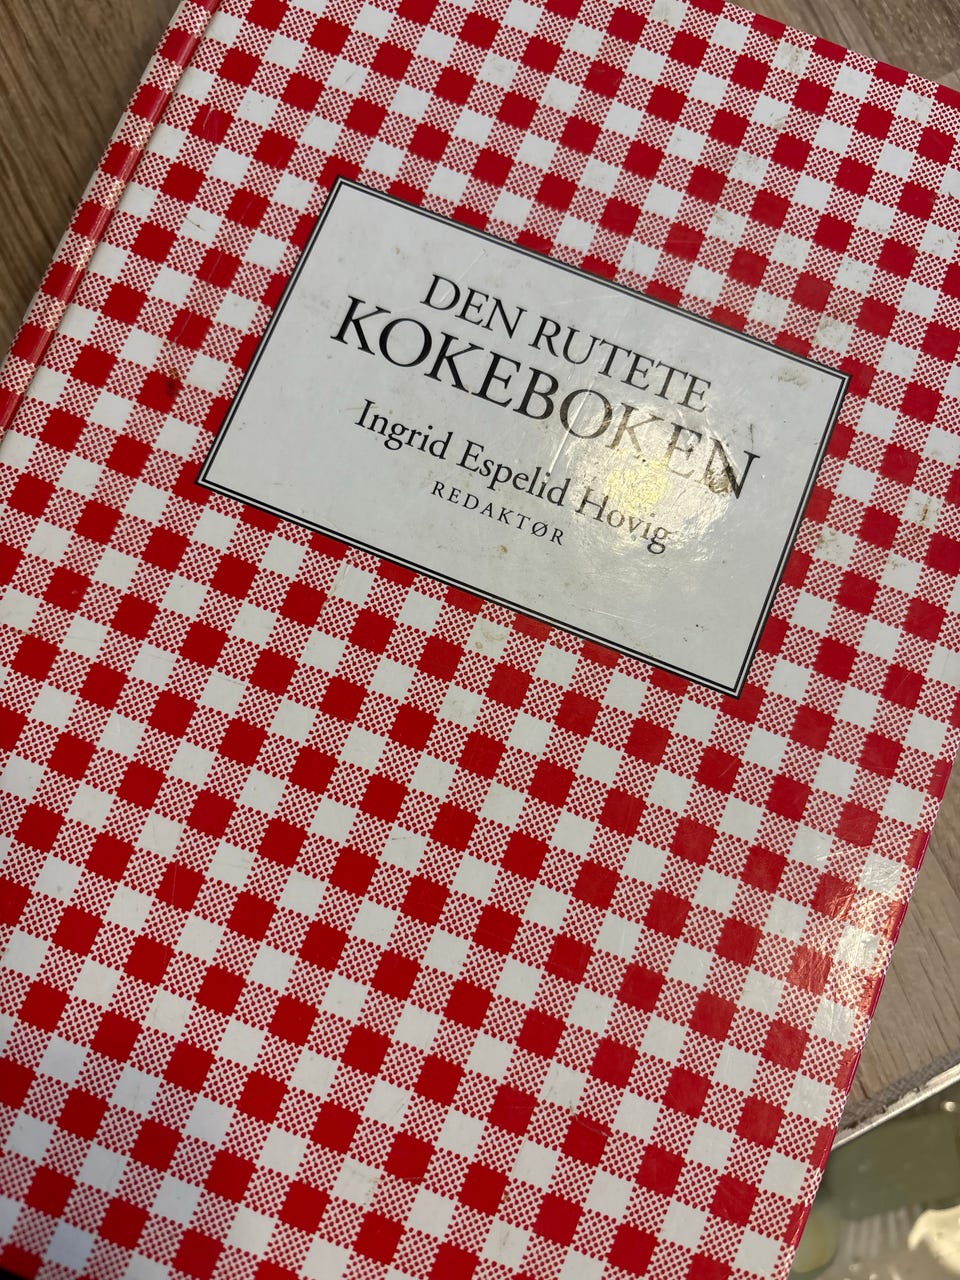 DEN RUTETE
KOKEBOKEN
Ingrid Espelid Hovig
REDAKTØR